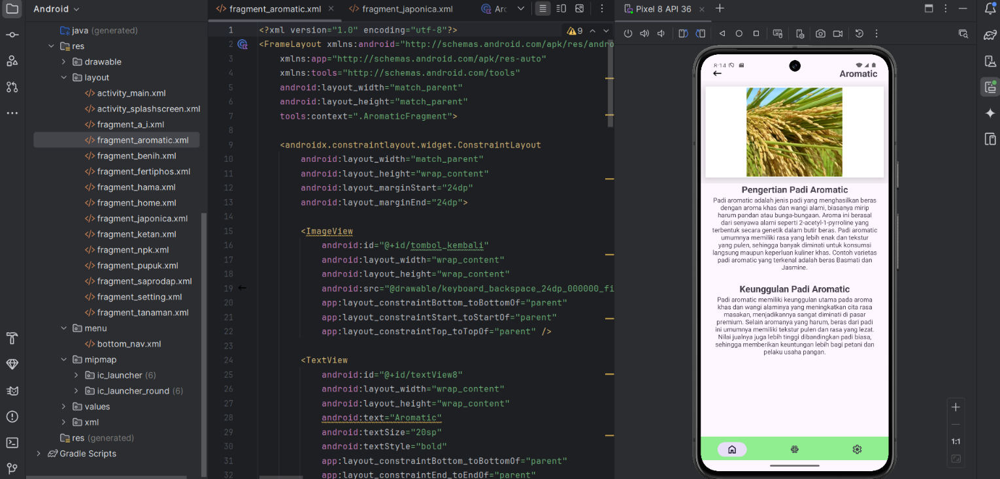 Android
java (generated)
res
drawable
layout
activity_main.xml
activity_splashscreen.xml
fragment_a_i.xml
fragment_aromatic.xml
fragment_benih.xml
fragment_fertiphos.xml
fragment_hama.xml
fragment_home.xml
fragment_japonica.xml
fragment_ketan.xml
fragment_npk.xml
fragment_pupuk.xml
fragment_saprodap.xml
fragment_setting.xml
fragment_tanaman.xml
menu
bottom_nav.xml
mipmap
ic_launcher (6)
ic_launcher_round (6)
values
xml
res (generated)
Gradle Scripts
fragment_aromatic.xml
fragment_japonica.xml
Arc
9
1 <?xml version="1.0" encoding="utf-8"?>
2 <FrameLayout xmlns:android="http://schemas.android.com/apk/res/andro
3 xmlns:app="http://schemas.android.com/apk/res-auto"
4 xmlns:tools="http://schemas.android.com/tools"
5 android:layout_width="match_parent"
6 android:layout_height="match_parent"
7 tools:context=".AromaticFragment">
8
9 <androidx.constraintlayout.widget.ConstraintLayout
10 android:layout_width="match_parent"
11 android:layout_height="wrap_content"
12 android:layout_marginStart="24dp"
13 android:layout_marginEnd="24dp">
14
15 <ImageView
16 android:id="@+id/tombol_kembali"
17 android:layout_width="wrap_content"
18 android:layout_height="wrap_content"
19 android:src="@drawable/keyboard_backspace_24dp_000000_fi
20 app:layout_constraintBottom_toBottomOf="parent"
21 app:layout_constraintStart_toStartOf="parent"
22 app:layout_constraintTop_toTopOf="parent" />
23
24 <TextView
25 android:id="@+id/textView8"
26 android:layout_width="wrap_content"
27 android:layout_height="wrap_content"
28 android:text="Aromatic"
29 android:textSize="20sp"
30 android:textStyle="bold"
31 app:layout_constraintBottom_toBottomOf="parent"
32 app:layout_constraintEnd_toEndOf="parent"
Pixel 8 API 36
8:14
Aromatic
Pengertian Padi Aromatic
Padi aromatic adalah jenis padi yang menghasilkan beras
dengan aroma khas dan wangi alami, biasanya mirip
harum pandan atau bunga-bungaan. Aroma ini berasal
dari senyawa alami seperti 2-acetyl-1-pyrroline yang
terbentuk secara genetik dalam butir beras. Padi aromatic
umumnya memiliki rasa yang lebih enak dan tekstur
yang pulen, sehingga banyak diminati untuk konsumsi
langsung maupun keperluan kuliner khas. Contoh varietas
padi aromatic yang terkenal adalah beras Basmati dan
Jasmine.
Keunggulan Padi Aromatic
Padi aromatic memiliki keunggulan utama pada aroma
khas dan wangi alaminya yang meningkatkan cita rasa
masakan, menjadikannya sangat diminati di pasar
premium. Selain aromanya yang harum, beras dari padi
ini umumnya memiliki tekstur pulen dan rasa yang lezat.
Nilai jualnya juga lebih tinggi dibandingkan padi biasa,
sehingga memberikan keuntungan lebih bagi petani dan
pelaku usaha pangan.
1:1